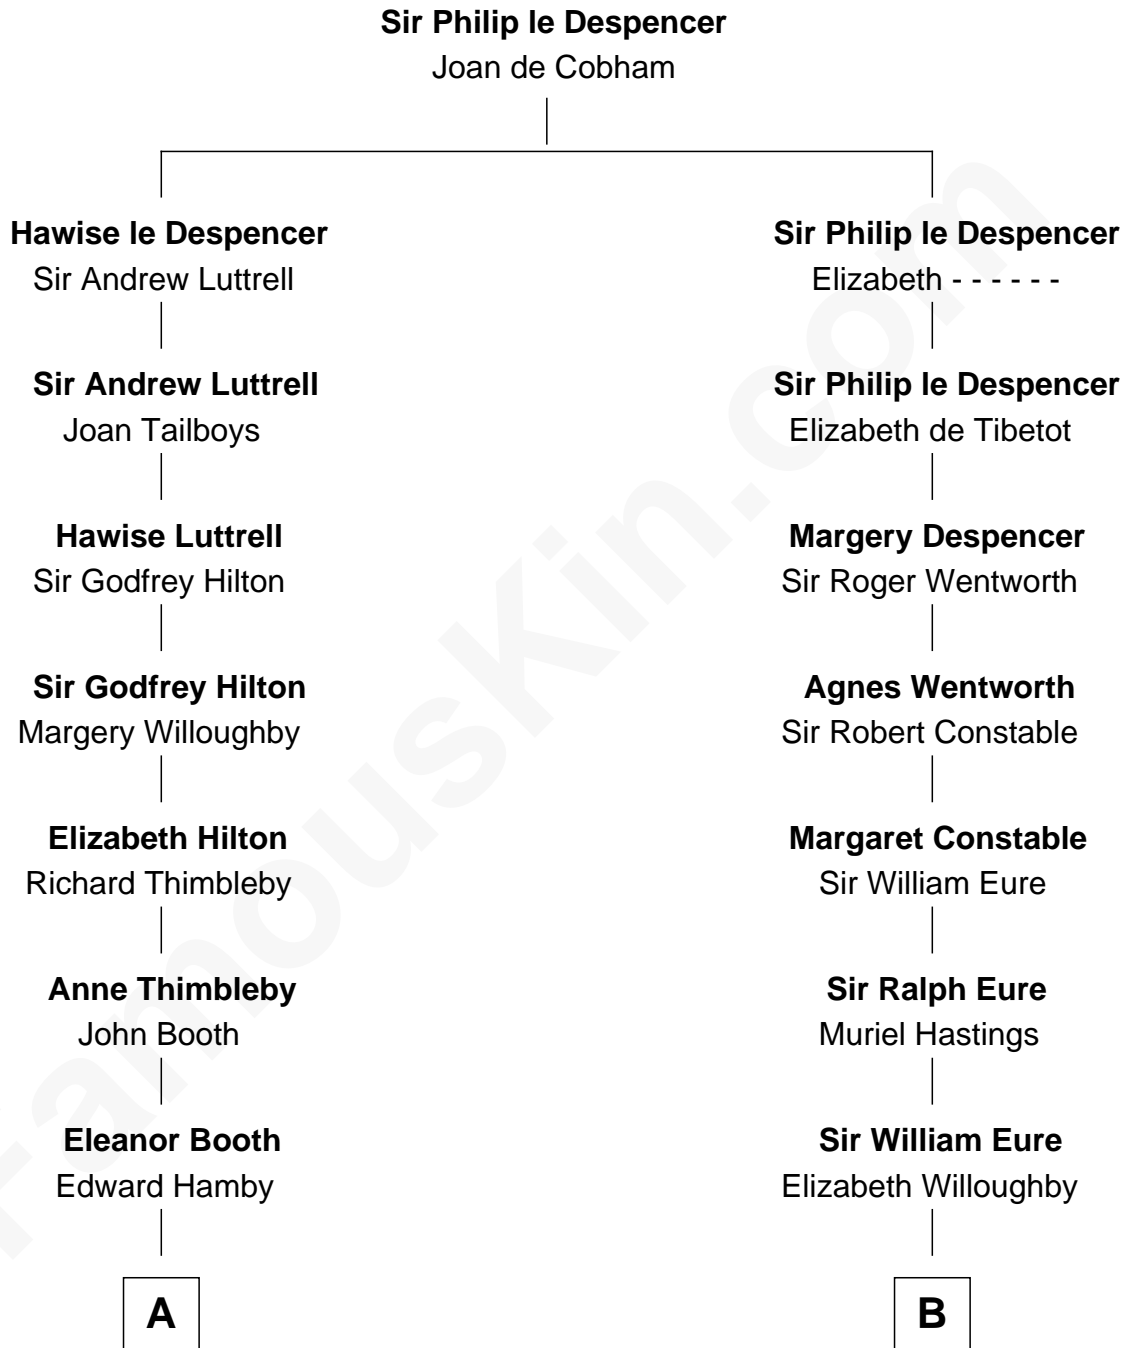 Sir Philip le Despencer
Joan de Cobham
Hawise le Despencer
Sir Andrew Luttrell
Sir Philip le Despencer
Elizabeth - - - - - -
Sir Andrew Luttrell
Joan Tailboys
Sir Philip le Despencer
Elizabeth de Tibetot
Hawise Luttrell
Sir Godfrey Hilton
Margery Despencer
Sir Roger Wentworth
Sir Godfrey Hilton
Margery Willoughby
Agnes Wentworth
Sir Robert Constable
Elizabeth Hilton
Richard Thimbleby
Margaret Constable
Sir William Eure
Anne Thimbleby
John Booth
Sir Ralph Eure
Muriel Hastings
Eleanor Booth
Edward Hamby
Sir William Eure
Elizabeth Willoughby
A
B
FamousKin.com